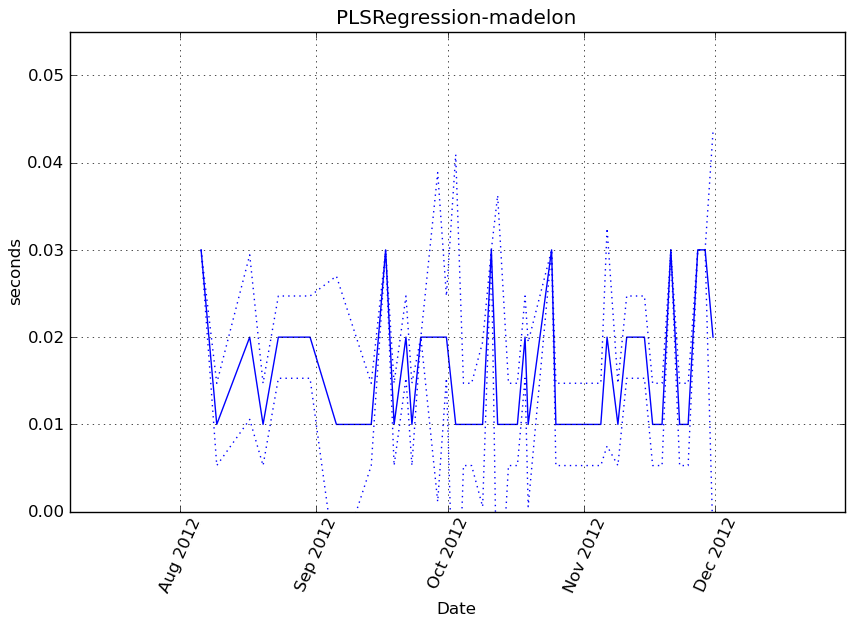 PLSRegression-madelon
0.05
0.04
0.03
0.02
0.01
0.00
seconds
Aug 2012
Sep 2012
Oct 2012
Nov 2012
Dec 2012
Date